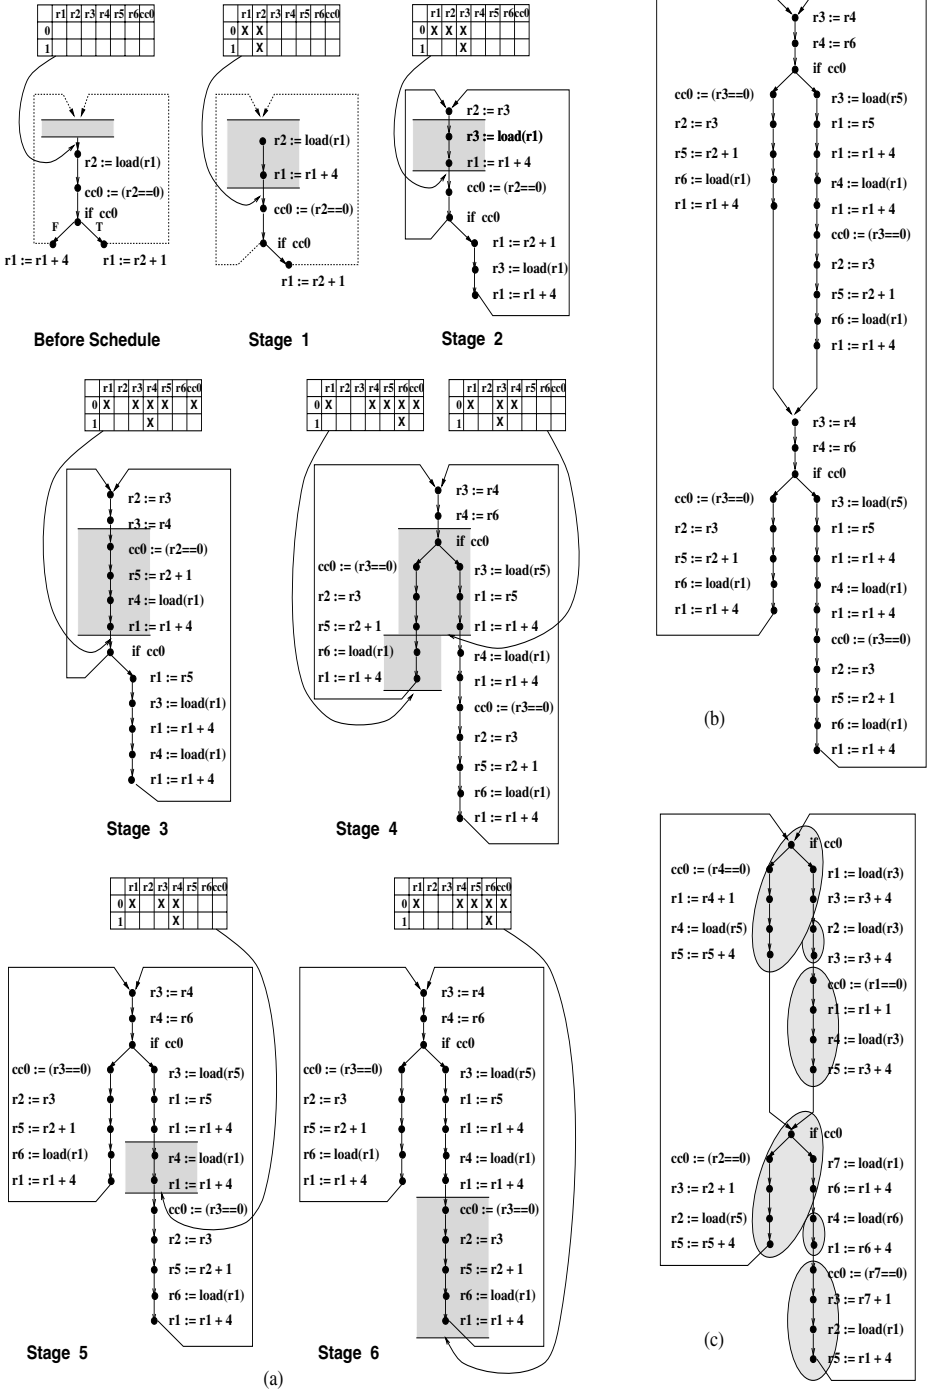 r1 r2 r3 r4 r5 r6cc0
0
1
r2 := load(r1)
cc0 := (r2==0)
if cc0
F T
r1 := r1 + 4 r1 := r2 + 1
Before Schedule
r1 r2 r3 r4 r5 r6cc0
0 X X
1 X
r2 := load(r1)
r1 := r1 + 4
cc0 := (r2==0)
if cc0
r1 := r2 + 1
Stage 1
r1 r2 r3 r4 r5 r6cc0
0 X X X
1 X
r2 := r3
r3 := load(r1)
r1 := r1 + 4
cc0 := (r2==0)
if cc0
r1 := r2 + 1
r3 := load(r1)
r1 := r1 + 4
Stage 2
r1 r2 r3 r4 r5 r6cc0
0 X X X X X
1 X
r2 := r3
r3 := r4
cc0 := (r2==0)
r5 := r2 + 1
r4 := load(r1)
r1 := r1 + 4
if cc0
r1 := r5
r3 := load(r1)
r1 := r1 + 4
r4 := load(r1)
r1 := r1 + 4
Stage 3
r1 r2 r3 r4 r5 r6cc0
0 X X X X X
1 X
r1 r2 r3 r4 r5 r6cc0
0 X X X
1 X
r3 := r4
r4 := r6
if cc0
cc0 := (r3==0)
r2 := r3
r5 := r2 + 1
r6 := load(r1)
r1 := r1 + 4
r3 := load(r5)
r1 := r5
r1 := r1 + 4
r4 := load(r1)
r1 := r1 + 4
cc0 := (r3==0)
r2 := r3
r5 := r2 + 1
r6 := load(r1)
r1 := r1 + 4
Stage 4
r1 r2 r3 r4 r5 r6cc0
0 X X X
1 X
r3 := r4
r4 := r6
if cc0
cc0 := (r3==0)
r2 := r3
r5 := r2 + 1
r6 := load(r1)
r1 := r1 + 4
r3 := load(r5)
r1 := r5
r1 := r1 + 4
r4 := load(r1)
r1 := r1 + 4
cc0 := (r3==0)
r2 := r3
r5 := r2 + 1
r6 := load(r1)
r1 := r1 + 4
Stage 5
r1 r2 r3 r4 r5 r6cc0
0 X X X X X
1 X
r3 := r4
r4 := r6
if cc0
cc0 := (r3==0)
r2 := r3
r5 := r2 + 1
r6 := load(r1)
r1 := r1 + 4
r3 := load(r5)
r1 := r5
r1 := r1 + 4
r4 := load(r1)
r1 := r1 + 4
cc0 := (r3==0)
r2 := r3
r5 := r2 + 1
r6 := load(r1)
r1 := r1 + 4
Stage 6
(a)
r3 := r4
r4 := r6
if cc0
cc0 := (r3==0)
r2 := r3
r5 := r2 + 1
r6 := load(r1)
r1 := r1 + 4
r3 := load(r5)
r1 := r5
r1 := r1 + 4
r4 := load(r1)
r1 := r1 + 4
cc0 := (r3==0)
r2 := r3
r5 := r2 + 1
r6 := load(r1)
r1 := r1 + 4
r3 := r4
r4 := r6
if cc0
cc0 := (r3==0)
r2 := r3
r5 := r2 + 1
r6 := load(r1)
r1 := r1 + 4
r3 := load(r5)
r1 := r5
r1 := r1 + 4
r4 := load(r1)
r1 := r1 + 4
cc0 := (r3==0)
r2 := r3
r5 := r2 + 1
r6 := load(r1)
r1 := r1 + 4
(b)
if cc0
cc0 := (r4==0)
r1 := r4 + 1
r4 := load(r5)
r5 := r5 + 4
r1 := load(r3)
r3 := r3 + 4
r2 := load(r3)
r3 := r3 + 4
cc0 := (r1==0)
r1 := r1 + 1
r4 := load(r3)
r5 := r3 + 4
if cc0
cc0 := (r2==0)
r3 := r2 + 1
r2 := load(r5)
r5 := r5 + 4
r7 := load(r1)
r6 := r1 + 4
r4 := load(r6)
r1 := r6 + 4
cc0 := (r7==0)
r3 := r7 + 1
r2 := load(r1)
r5 := r1 + 4
(c)